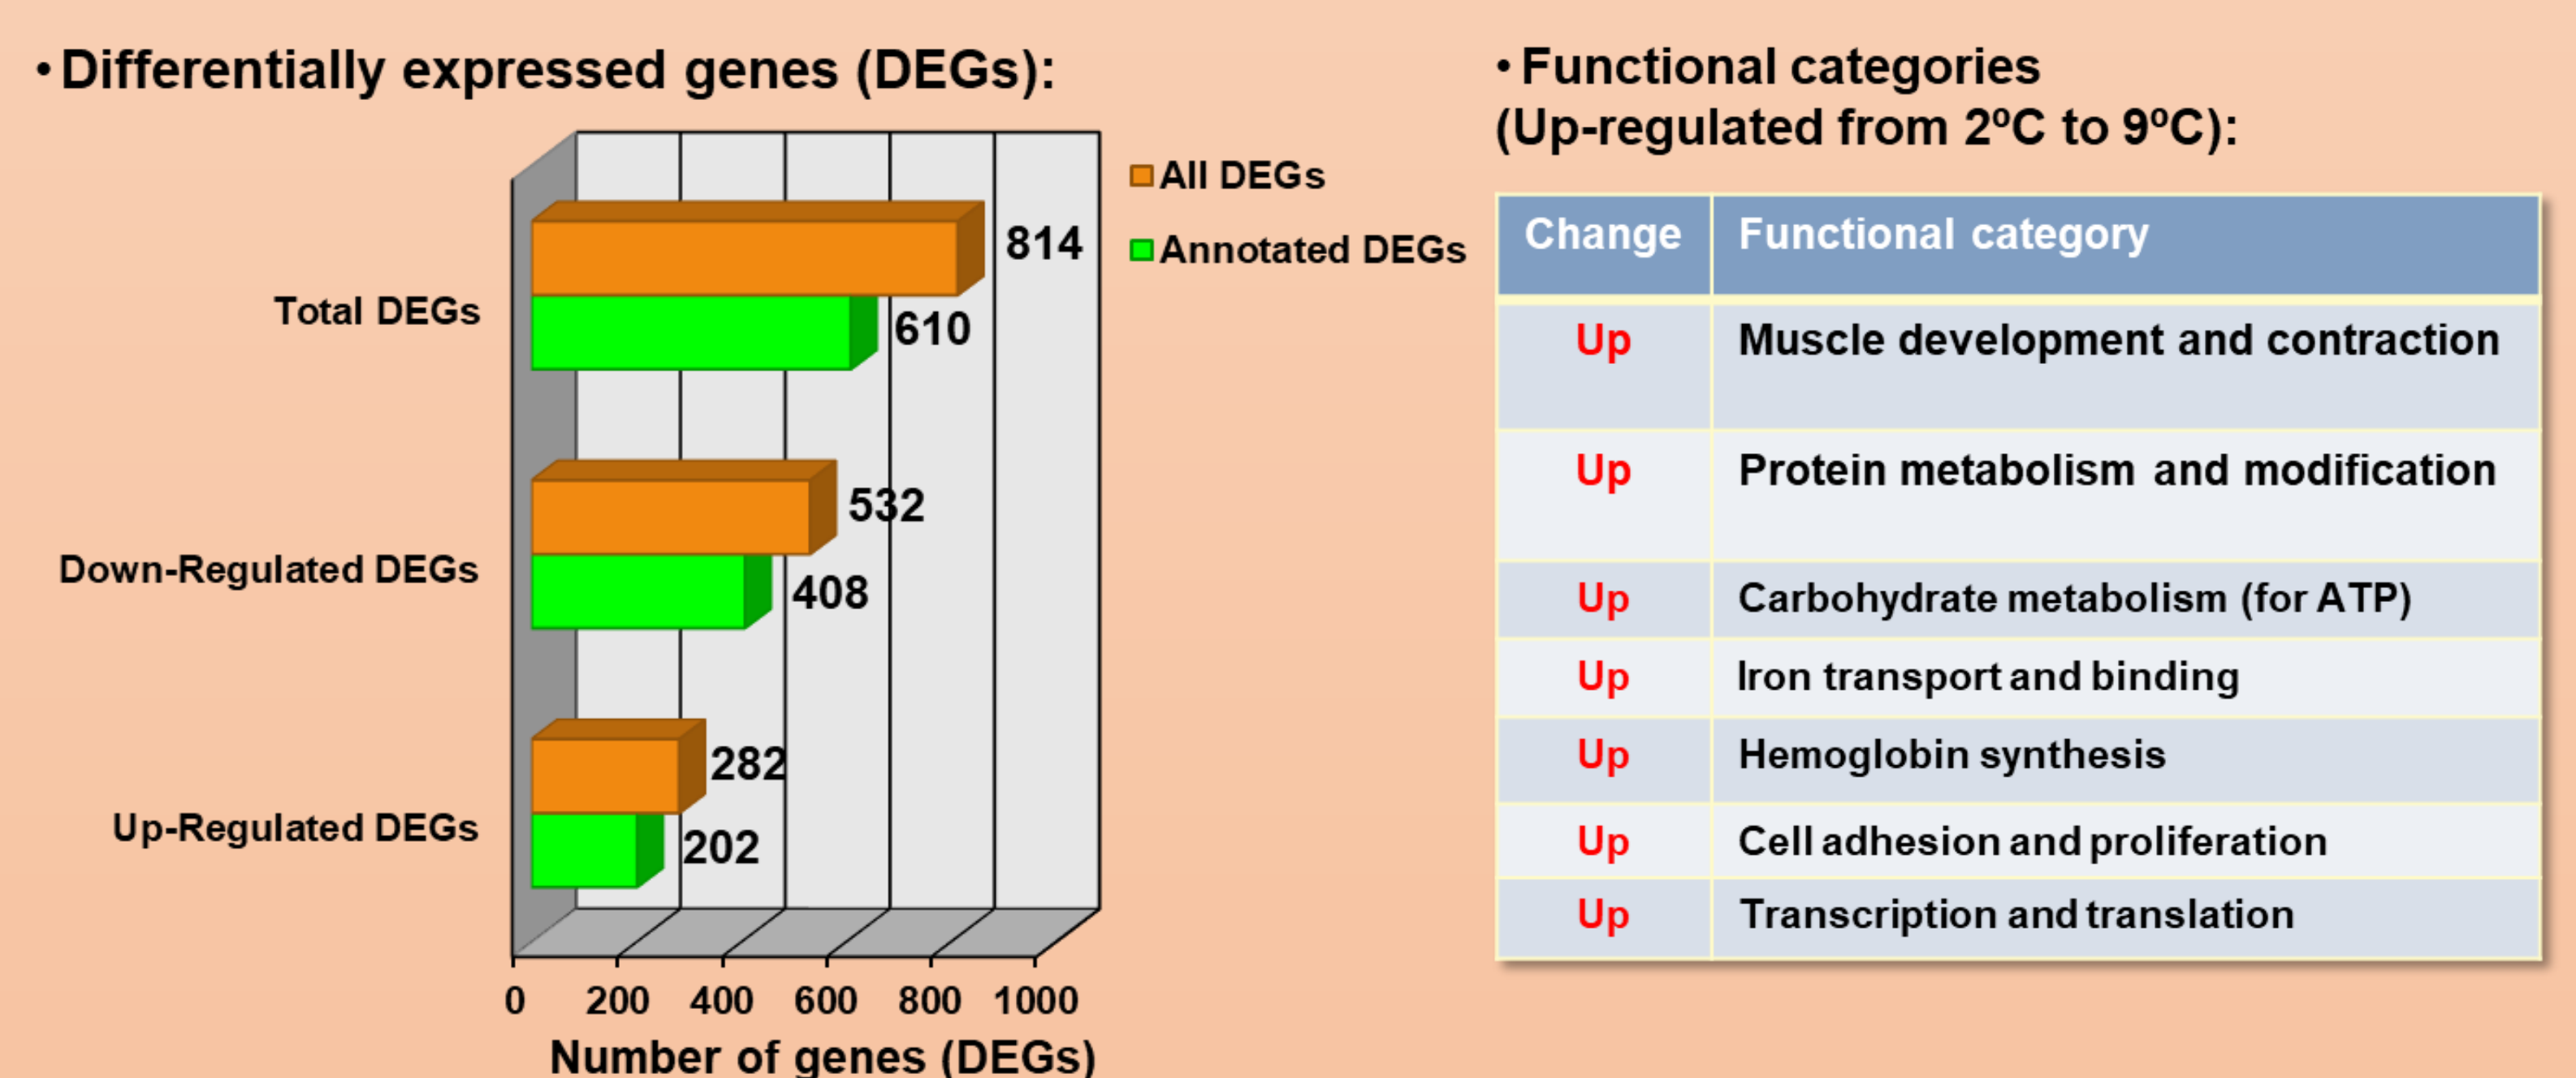 • Differentially expressed genes (DEGs):
All DEGs
Annotated DEGs
Total DEGs
814
610
Down-Regulated DEGs
532
408
Up-Regulated DEGs
282
202
0 200 400 600 800 1000
Number of genes (DEGs)
• Functional categories
(Up-regulated from 2ºC to 9ºC):
Change Functional category
Up Muscle development and contraction
Up Protein metabolism and modification
Up Carbohydrate metabolism (for ATP)
Up Iron transport and binding
Up Hemoglobin synthesis
Up Cell adhesion and proliferation
Up Transcription and translation